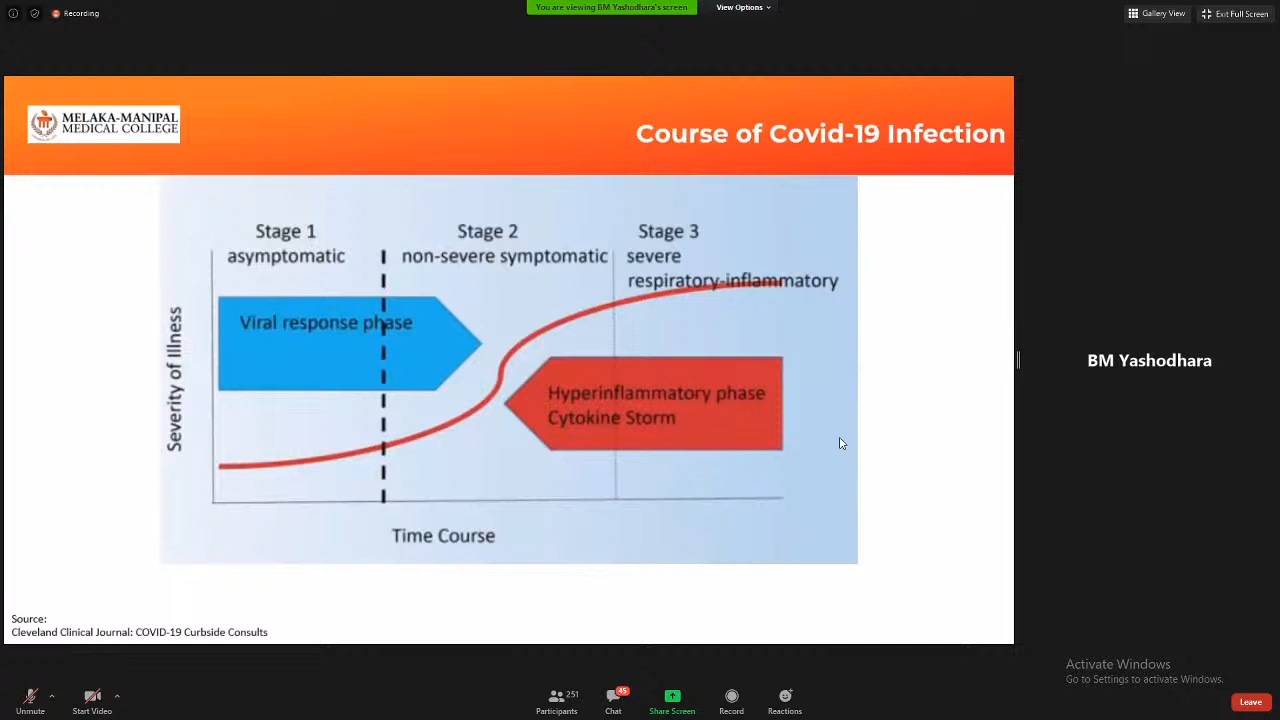 Recording
You are viewing BM Yashodhara's screen
View Options
Gallery View
Exit Full Screen
MELAKA-MANIPAL
MEDICAL COLLEGE
Course of Covid-19 Infection
Stage 1
asymptomatic
Stage 2
non-severe symptomatic
Stage 3
severe
respiratory-inflammatory
Viral response phase
Severity of Illness
Hyperinflammatory phase
Cytokine Storm
Time Course
Source:
Cleveland Clinical Journal: COVID-19 Curbside Consults
BM Yashodhara
Activate Windows
Go to Settings to activate Windows.
Unmute
Start Video
251
Participants
45
Chat
Share Screen
Record
Reactions
Leave